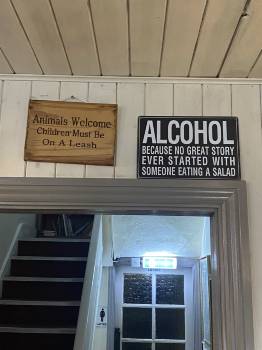 Animals Welcome
Children Must Be
On A Leash
ALCOHOL
BECAUSE NO GREAT STORY
EVER STARTED WITH
SOMEONE EATING A SALAD